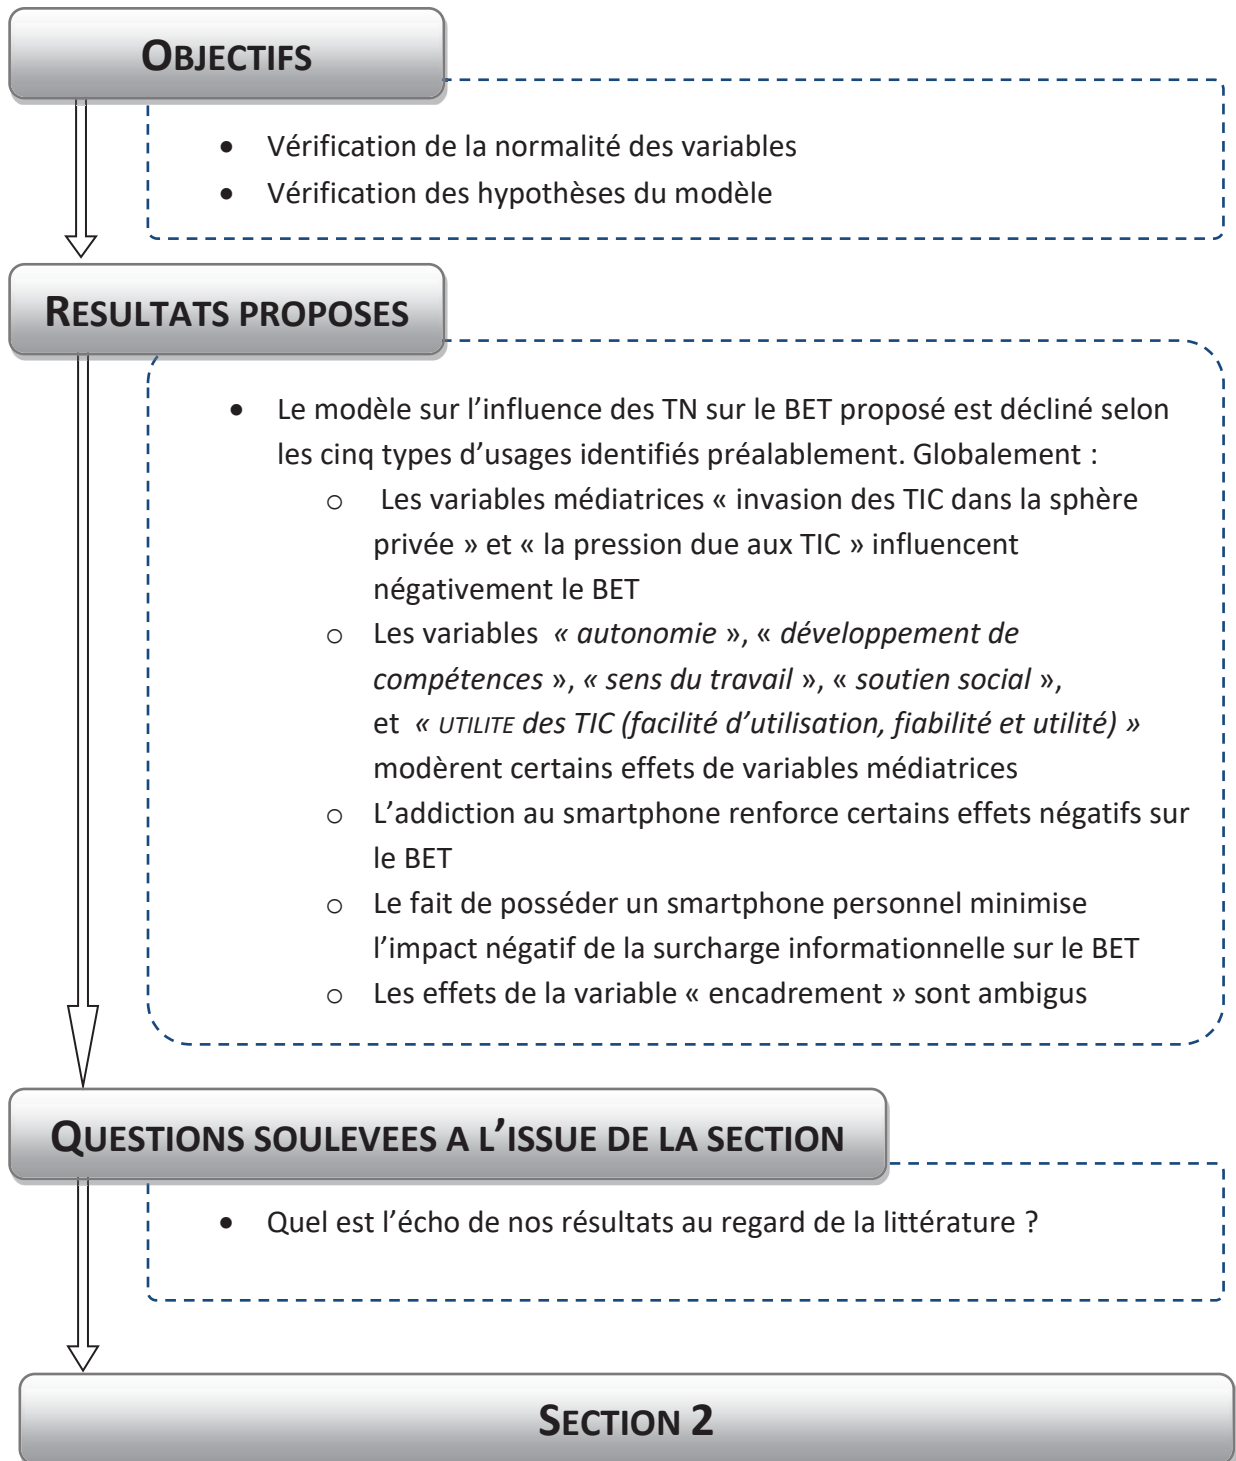 OBJECTIFS
• Vérification de la normalité des variables
• Vérification des hypothèses du modèle
RESULTATS PROPOSES
• Le modèle sur l’influence des TN sur le BET proposé est décliné selon
les cinq types d’usages identifiés préalablement. Globalement :
o Les variables médiatrices « invasion des TIC dans la sphère
privée » et « la pression due aux TIC » influencent
négativement le BET
o Les variables « autonomie », « développement de
compétences », « sens du travail », « soutien social »,
et « UTILITE des TIC (facilité d’utilisation, fiabilité et utilité) »
modèrent certains effets de variables médiatrices
o L’addiction au smartphone renforce certains effets négatifs sur
le BET
o Le fait de posséder un smartphone personnel minimise
l’impact négatif de la surcharge informationnelle sur le BET
o Les effets de la variable « encadrement » sont ambigus
QUESTIONS SOULEVEES A L’ISSUE DE LA SECTION
• Quel est l’écho de nos résultats au regard de la littérature ?
SECTION 2